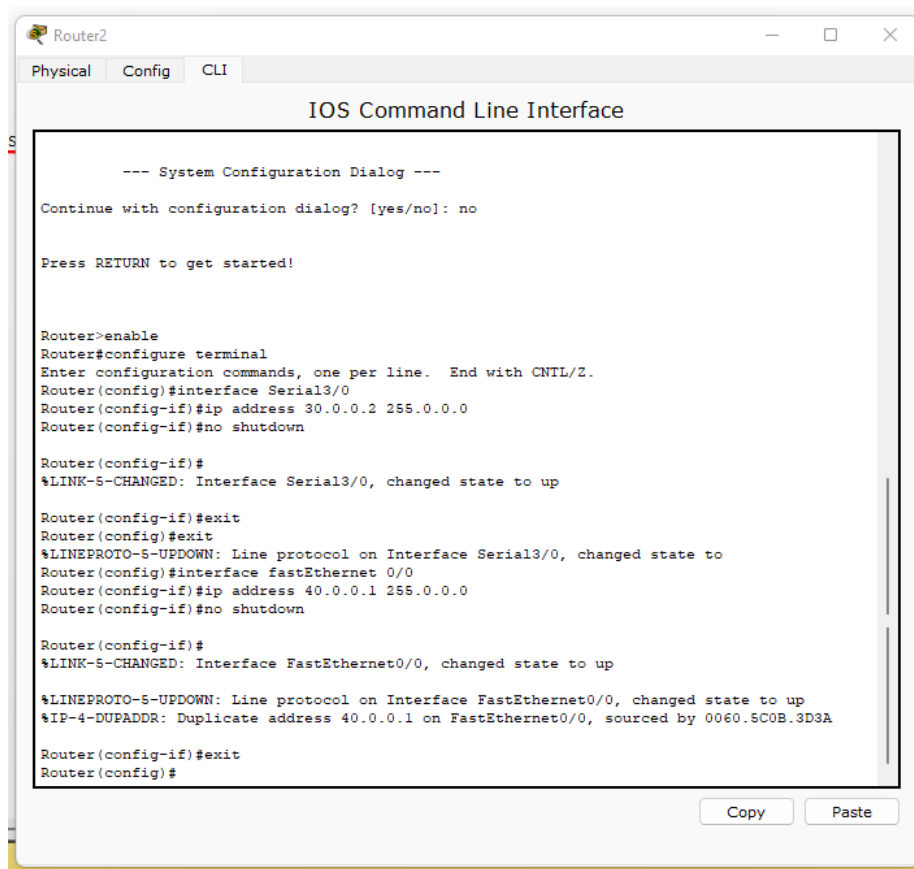 Router2
Physical Config CLI
IOS Command Line Interface
s
--- System Configuration Dialog ---
Continue with configuration dialog? [yes/no]: no
Press RETURN to get started!
Router>enable
Router#configure terminal
Enter configuration commands, one per line.  End with CNTL/Z.
Router(config)#interface Serial3/0
Router(config-if)#ip address 30.0.0.2 255.0.0.0
Router(config-if)#no shutdown
Router(config-if)#
%LINK-5-CHANGED: Interface Serial3/0, changed state to up
Router(config-if)#exit
Router(config)#exit
%LINEPROTO-5-UPDOWN: Line protocol on Interface Serial3/0, changed state to
Router(config)#interface fastEthernet 0/0
Router(config-if)#ip address 40.0.0.1 255.0.0.0
Router(config-if)#no shutdown
Router(config-if)#
%LINK-5-CHANGED: Interface FastEthernet0/0, changed state to up
%LINEPROTO-5-UPDOWN: Line protocol on Interface FastEthernet0/0, changed state to up
%IP-4-DUPADDR: Duplicate address 40.0.0.1 on FastEthernet0/0, sourced by 0060.5C0B.3D3A
Router(config-if)#exit
Router(config)#
Copy Paste